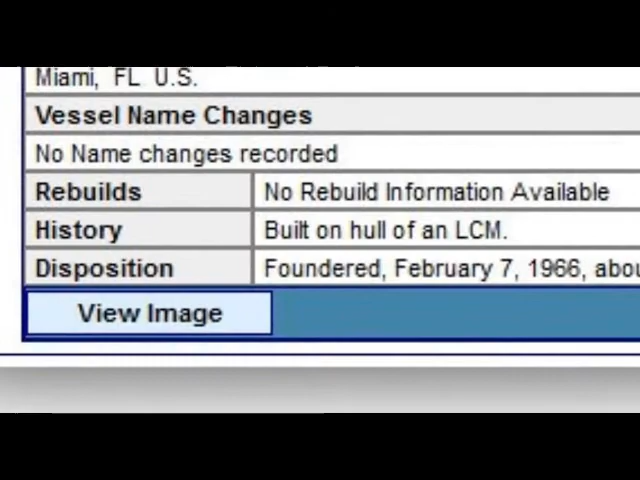 Miami, FL U.S.
Vessel Name Changes
No Name changes recorded
Rebuilds No Rebuild Information Available
History Built on hull of an LCM.
Disposition Foundered, February 7, 1966, abou
View Image